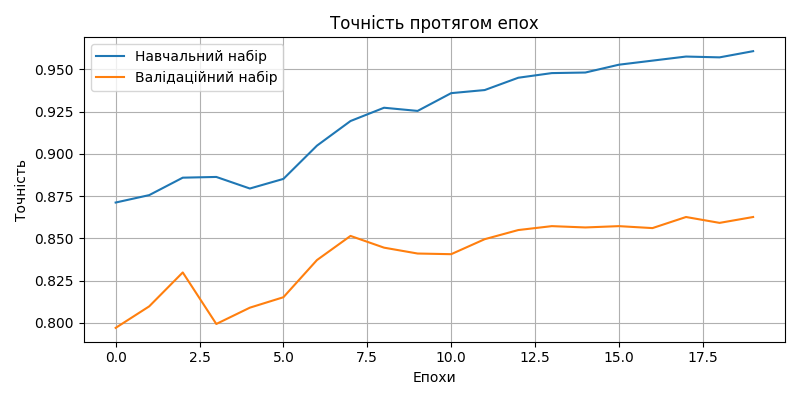 Точність протягом епох
Навчальний набір
Валідаційний набір
Точність
0.950
0.925
0.900
0.875
0.850
0.825
0.800
0.0 2.5 5.0 7.5 10.0 12.5 15.0 17.5
Епохи